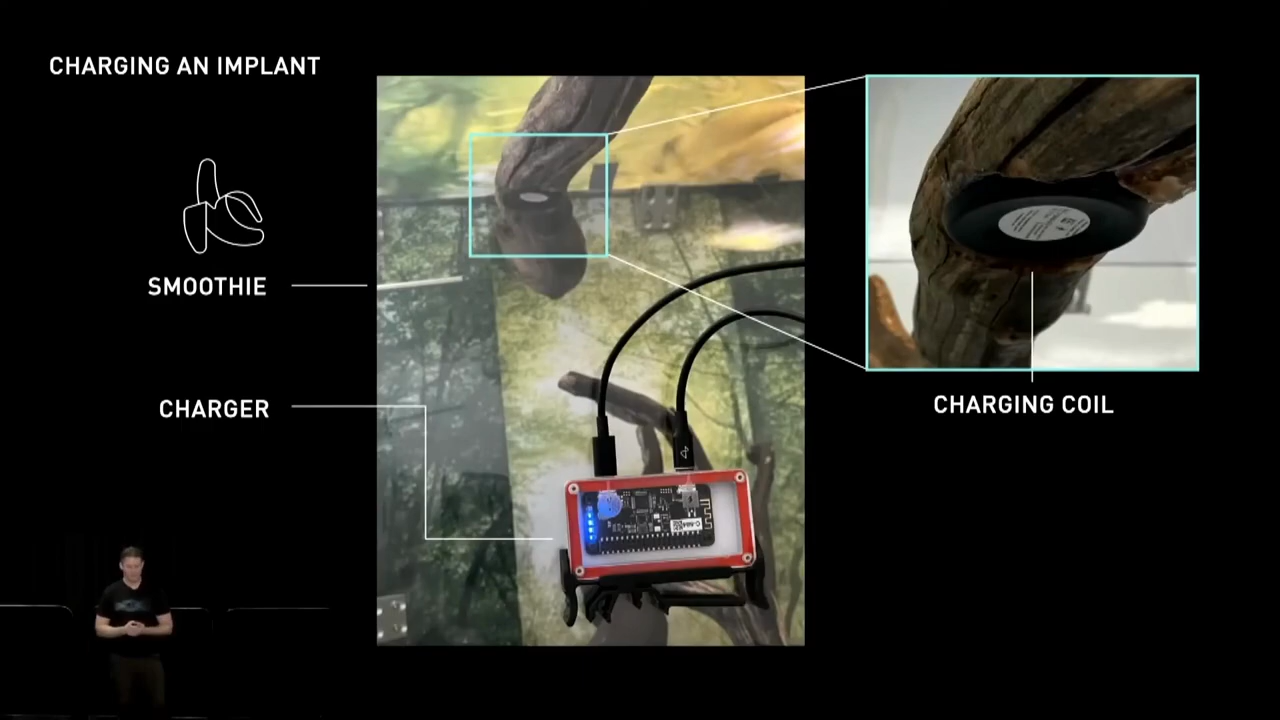 CHARGING AN IMPLANT
SMOOTHIE
CHARGER
CHARGING COIL